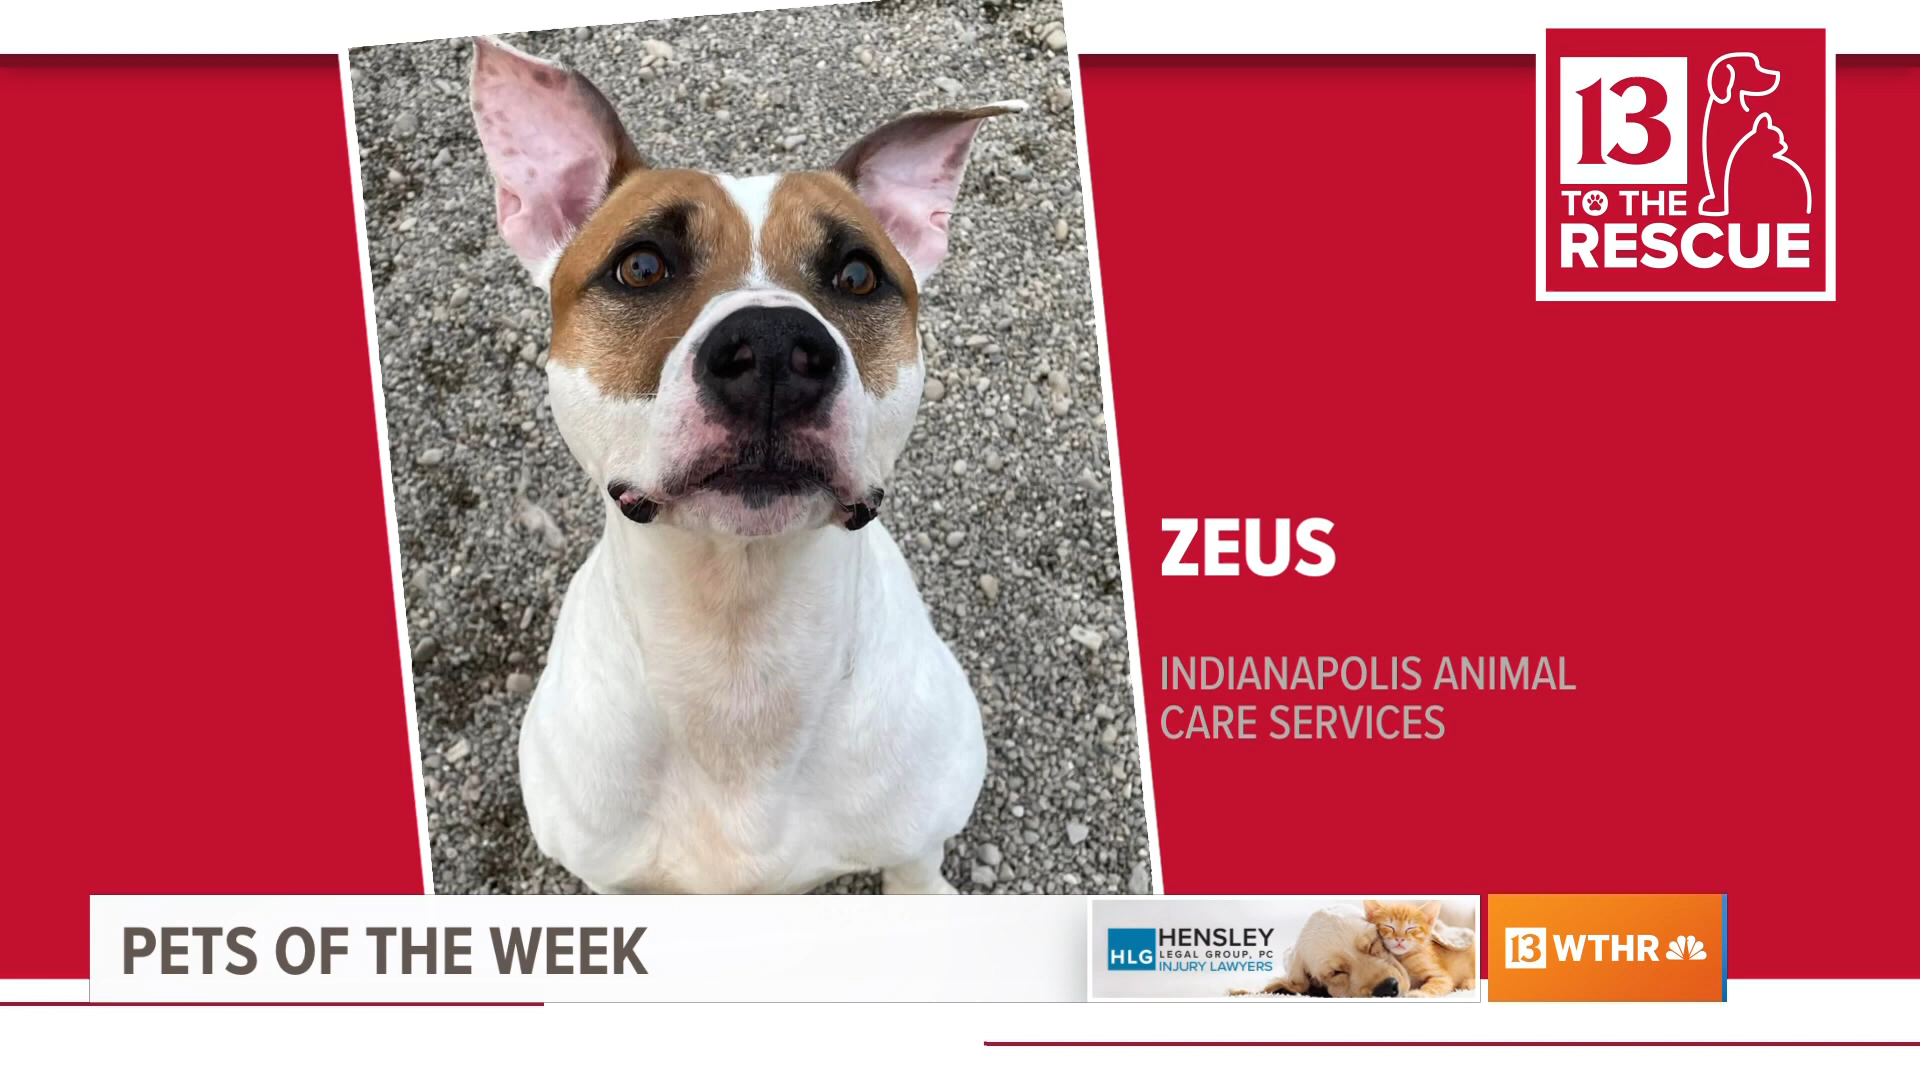 13
TO THE
RESCUE
ZEUS
INDIANAPOLIS ANIMAL
CARE SERVICES
PETS OF THE WEEK
HLG
HENSLEY
LEGAL GROUP, PC
INJURY LAWYERS
13 WTHR